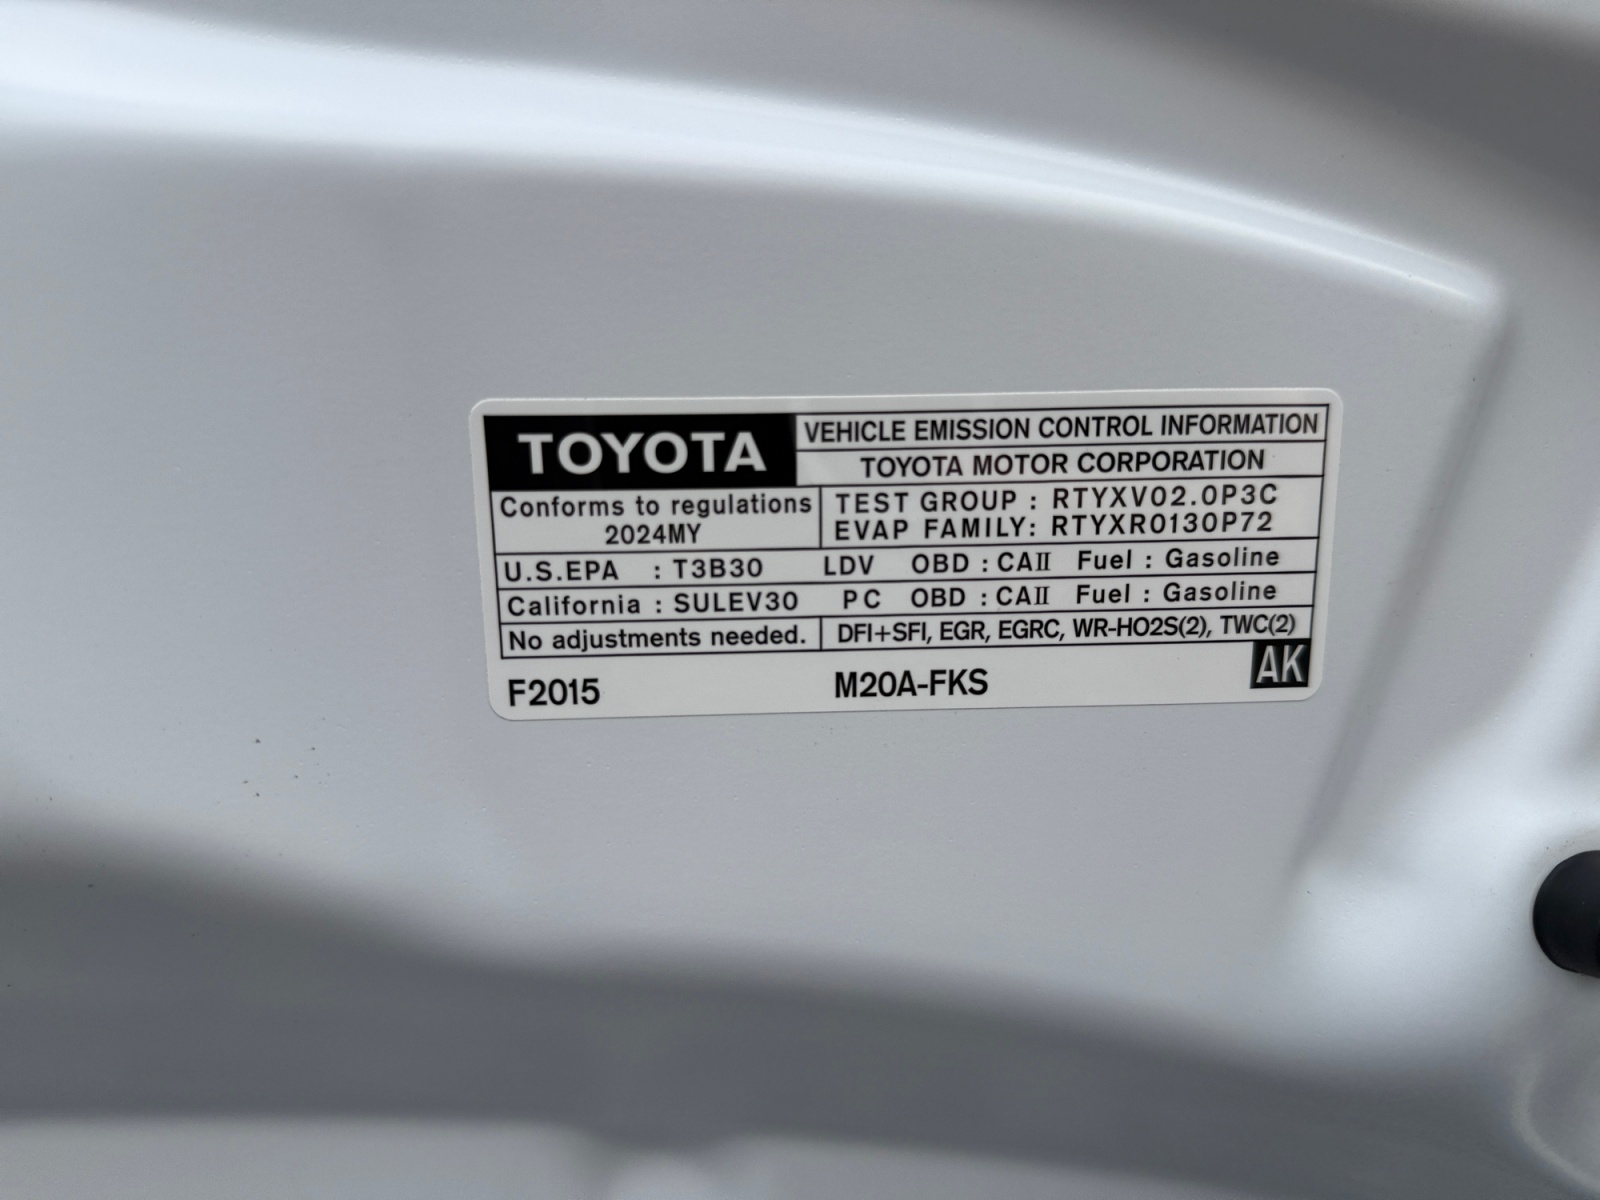 TOYOTA
VEHICLE EMISSION CONTROL INFORMATION
TOYOTA MOTOR CORPORATION
Conforms to regulations
2024MY
TEST GROUP : RTYXV02.0P3C
EVAP FAMILY: RTYXR0130P72
U.S.EPA : T3B30 LDV OBD : CAII Fuel : Gasoline
California : SULEV30 PC OBD : CAII Fuel : Gasoline
No adjustments needed. DFI+SFI, EGR, EGRC, WR-HO2S(2), TWC(2)
F2015 M20A-FKS AK